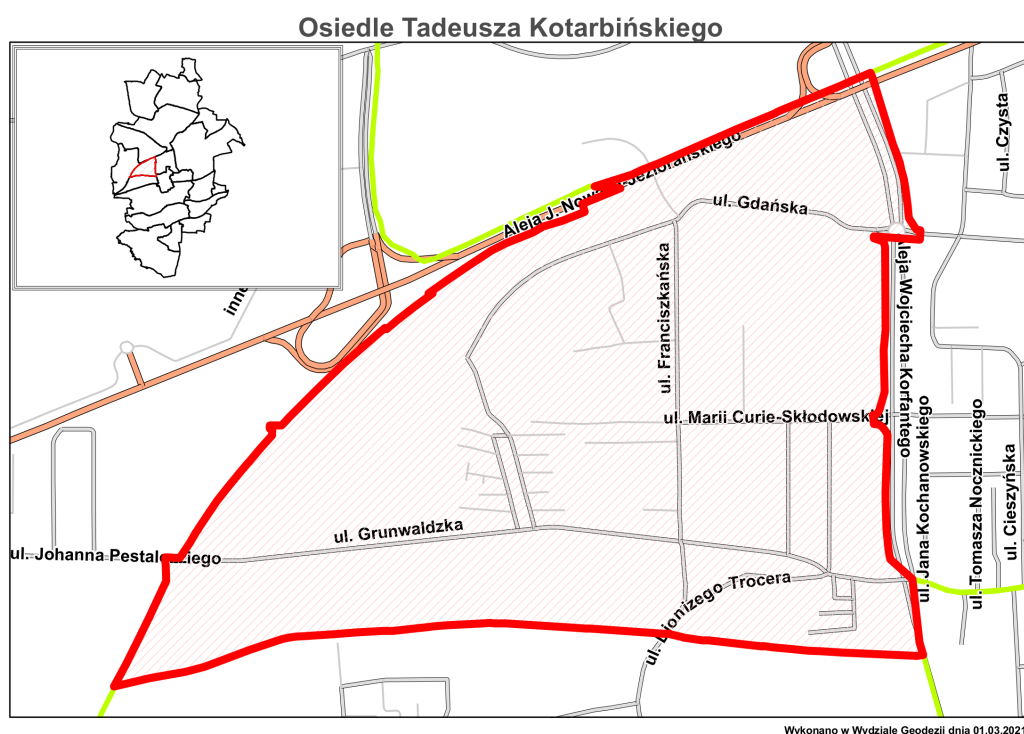 Osiedle Tadeusza Kotarbińskiego
ul. Czysta
Aleja J. Now
-Jeziorańskiego
ul. Gdańska
inne
ul. Franciszkańska
Aleja Wojciecha Korfantego
ul. Marii Curie-Skłodowskiej
ul. Jana Kochanowskiego
ul. Tomasza Nocznickiego
ul. Cieszyńska
ul. Grunwaldzka
ul. Johanna Pestalozziego
ul. Dionizego Trocera
Wykonano w Wydziale Geodezji dnia 01.03.2021